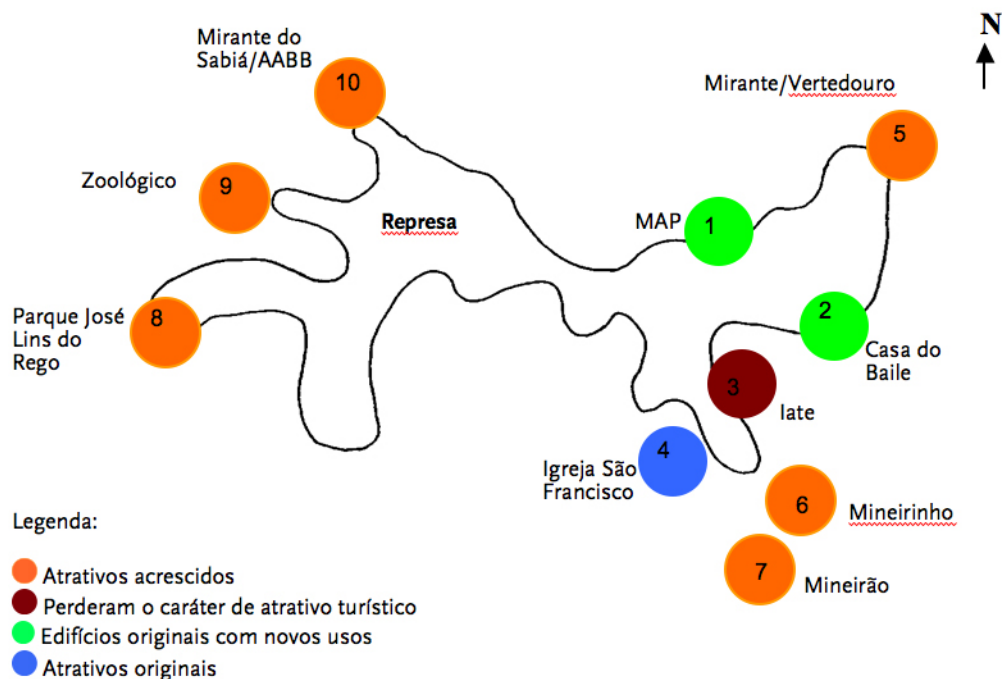 N
Mirante do
Sabiá/AABB
10
Mirante/Vertedouro
5
Zoológico
9
Represa
MAP
1
Parque José
Lins do
Rego
8
2
Casa do
Baile
3
Iate
4
Igreja São
Francisco
6
Mineirinho
7
Mineirão
Legenda:
Atrativos acrescidos
Perderam o caráter de atrativo turístico
Edifícios originais com novos usos
Atrativos originais